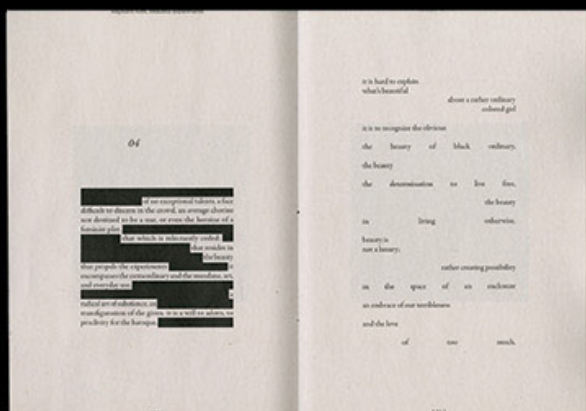 04
of no exceptional talents, a face
difficult to discern in the crowd, an average chorine
not destined to be a star, or even the heroine of a
feminist plot.
that which is reluctantly ceded:
that resides in
the beauty
that propels the experiments
it
encompasses the extraordinary and the mundane, art,
and everyday use.
a
radical art of subsistence, an
transfiguration of the given. it is a will to adorn, to
proclivity for the baroque,
it is hard to explain
what's beautiful
about a rather ordinary
colored girl
it is to recognize the obvious
the beauty of black ordinary,
the beauty
the determination to live free,
the beauty
in living otherwise.
beauty is
not a luxury;
rather creating possibility
in the space of an enclosure
an embrace of our terribleness
and the love
of too much.